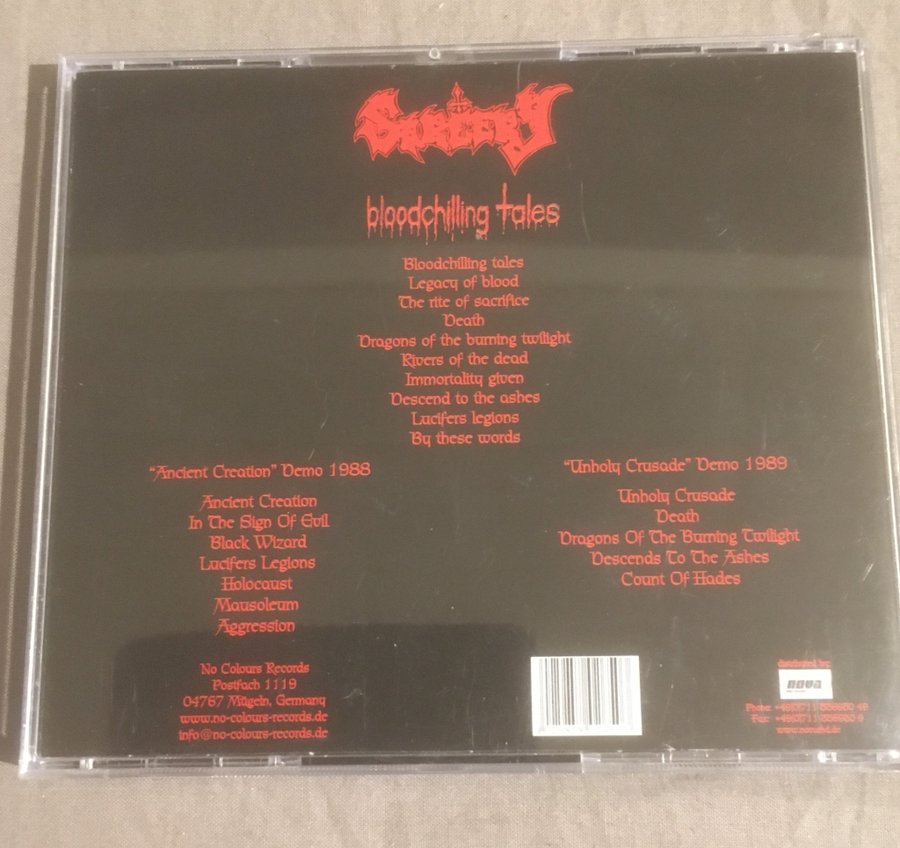 Sorcery
bloodchilling tales
Bloodchilling tales
Legacy of blood
The rite of sacrifice
Death
Dragons of the burning twilight
Rivers of the dead
Immortality given
Descend to the ashes
Lucifers legions
By these words
"Ancient Creation" Demo 1988
Ancient Creation
In The Sign Of Evil
Black Wizard
Lucifers Legions
Holocaust
Mausoleum
Aggression
"Unholy Crusade" Demo 1989
Unholy Crusade
Death
Dragons Of The Burning Twilight
Descends To The Ashes
Count Of Hades
No Colours Records
Postfach 1119
04767 Mügeln, Germany
www.no-colours-records.de
info@no-colours-records.de
distributed by:
nova
Phone
Fax: